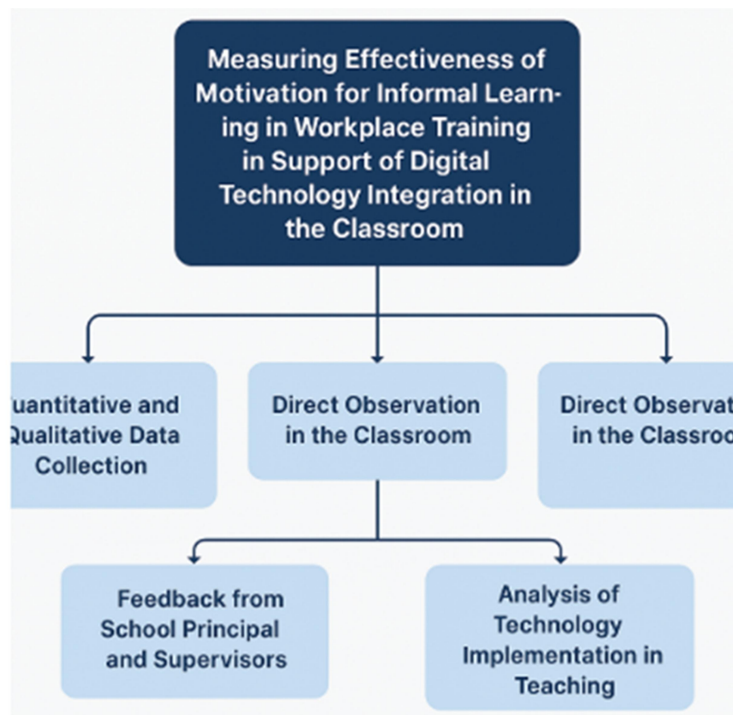 Measuring Effectiveness of
Motivation for Informal Learn-
ing in Workplace Training
in Support of Digital
Technology Integration in
the Classroom
uantitative and
Qualitative Data
Collection
Direct Observation
in the Classroom
Direct Observat
in the Classroo
Feedback from
School Principal
and Supervisors
Analysis of
Technology
Implementation in
Teaching